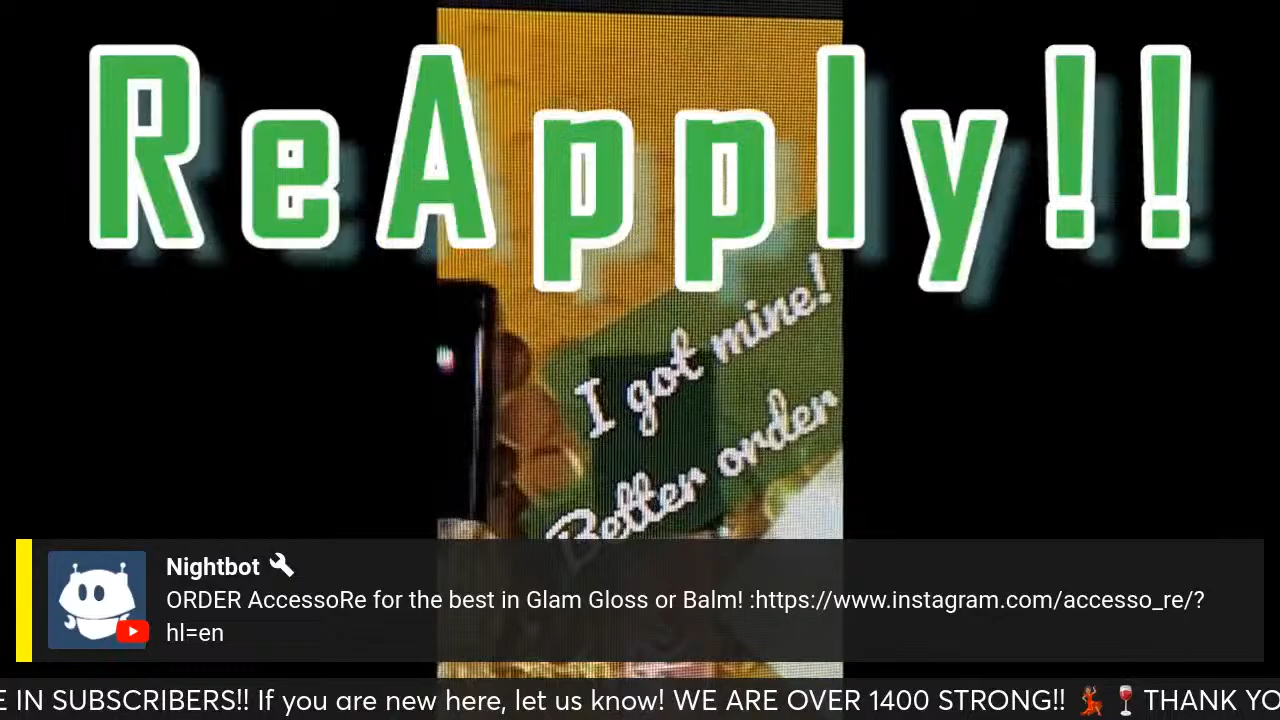 ReApply!!
I got mine!
Better order
Nightbot
ORDER AccessoRe for the best in Glam Gloss or Balm! :https://www.instagram.com/accesso_re/?
hl=en
E IN SUBSCRIBERS!! If you are new here, let us know! WE ARE OVER 1400 STRONG!! 💃🍷 THANK YO